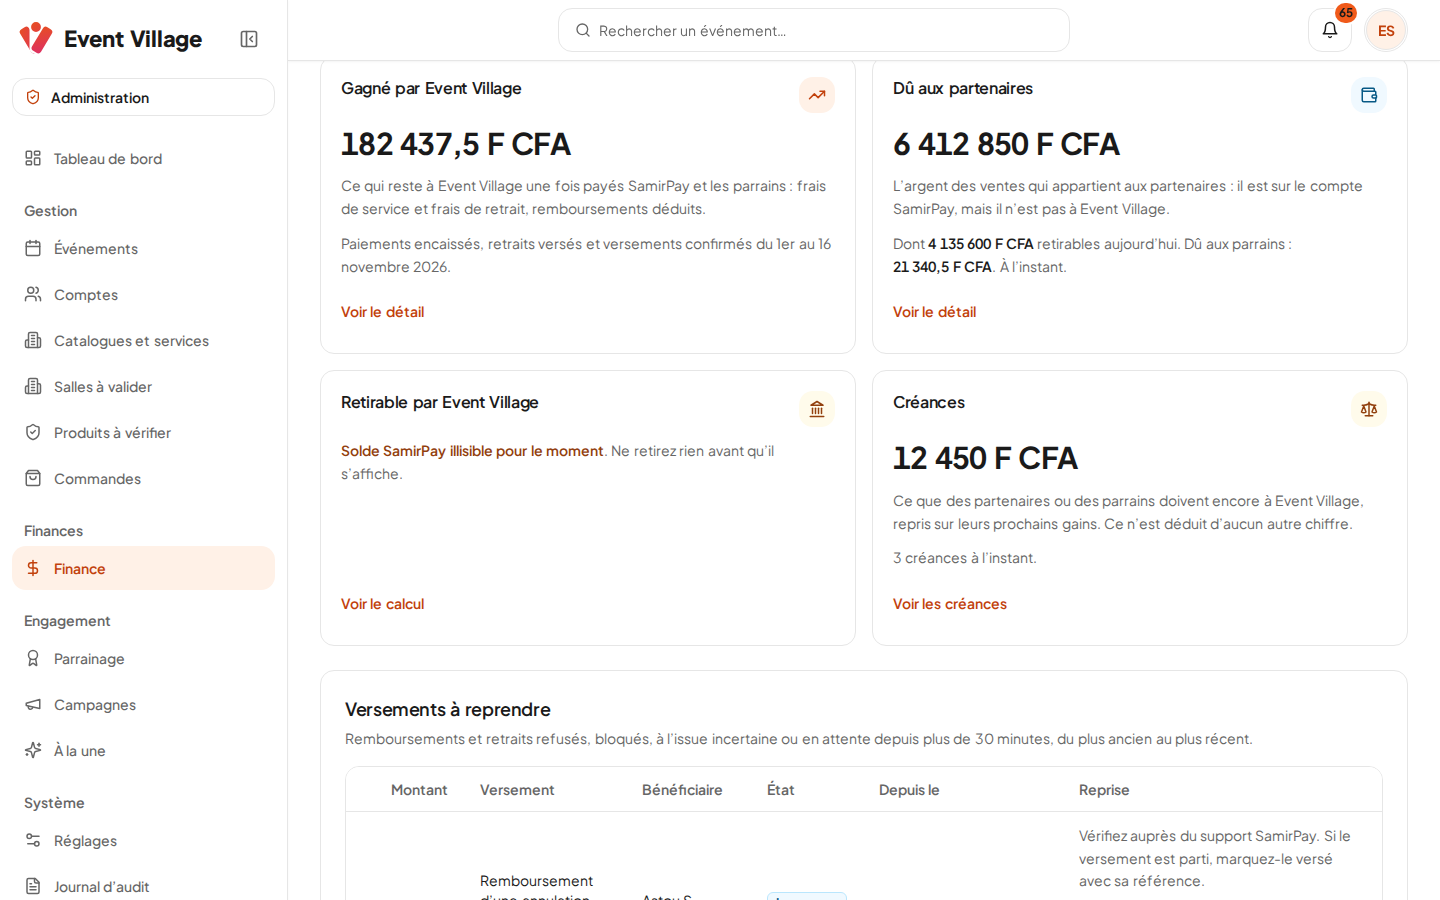 Event Village
Administration
Tableau de bord
Gestion
Événements
Comptes
Catalogues et services
Salles à valider
Produits à vérifier
Commandes
Finances
Finance
Engagement
Parrainage
Campagnes
À la une
Système
Réglages
Journal d'audit
Rechercher un événement...
65
ES
Gagné par Event Village
182 437,5 F CFA
Ce qui reste à Event Village une fois payés SamirPay et les parrains : frais
de service et frais de retrait, remboursements déduits.
Paiements encaissés, retraits versés et versements confirmés du 1er au 16
novembre 2026.
Voir le détail
Dû aux partenaires
6 412 850 F CFA
L'argent des ventes qui appartient aux partenaires : il est sur le compte
SamirPay, mais il n'est pas à Event Village.
Dont 4 135 600 F CFA retirables aujourd'hui. Dû aux parrains :
21 340,5 F CFA. À l'instant.
Voir le détail
Retirable par Event Village
Solde SamirPay illisible pour le moment. Ne retirez rien avant qu'il
s'affiche.
Voir le calcul
Créances
12 450 F CFA
Ce que des partenaires ou des parrains doivent encore à Event Village,
repris sur leurs prochains gains. Ce n'est déduit d'aucun autre chiffre.
3 créances à l'instant.
Voir les créances
Versements à reprendre
Remboursements et retraits refusés, bloqués, à l'issue incertaine ou en attente depuis plus de 30 minutes, du plus ancien au plus récent.
Montant Versement Bénéficiaire État Depuis le Reprise
Vérifiez auprès du support SamirPay. Si le
versement est parti, marquez-le versé
avec sa référence.
Remboursement